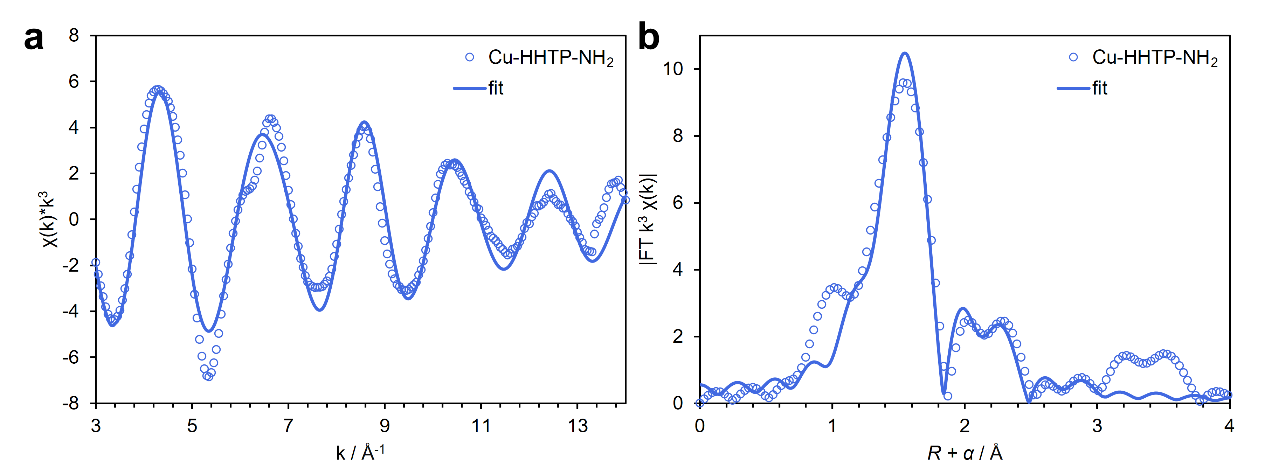 a
8
6
4
2
0
-2
-4
-6
-8
χ(k)*k³
3
5
7
9
11
13
k / Å⁻¹
Cu-HHTP-NH₂
fit
b
10
8
6
4
2
0
|FT k³ χ(k)|
0
1
2
3
4
R + α / Å
Cu-HHTP-NH₂
fit